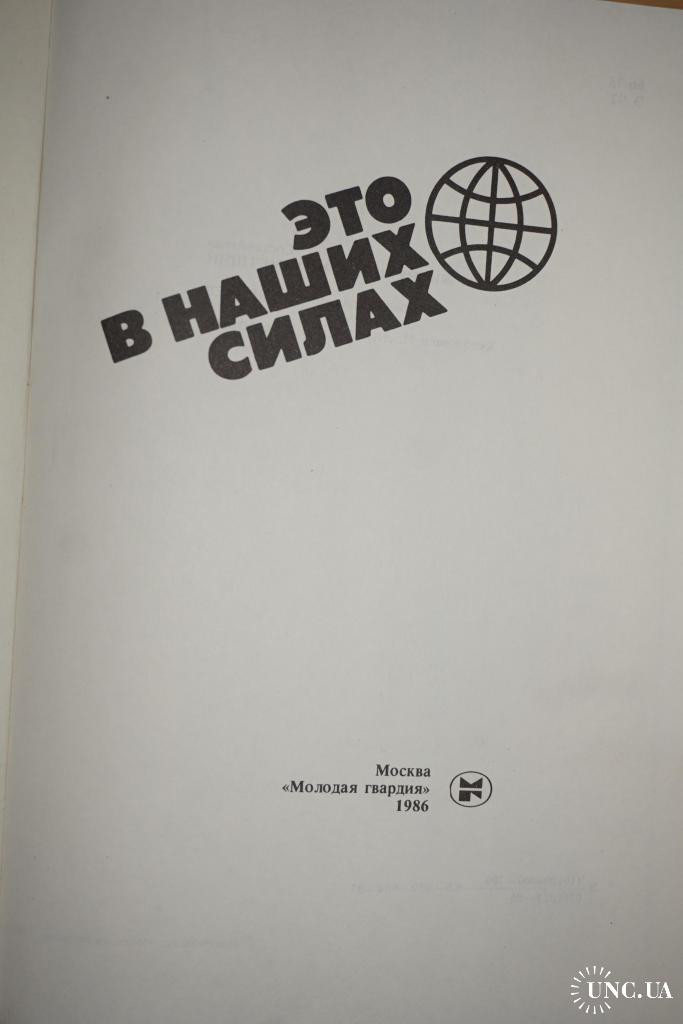 ЭТО
В НАШИХ
СИЛАХ
Москва
«Молодая гвардия»
1986
UNC.UA